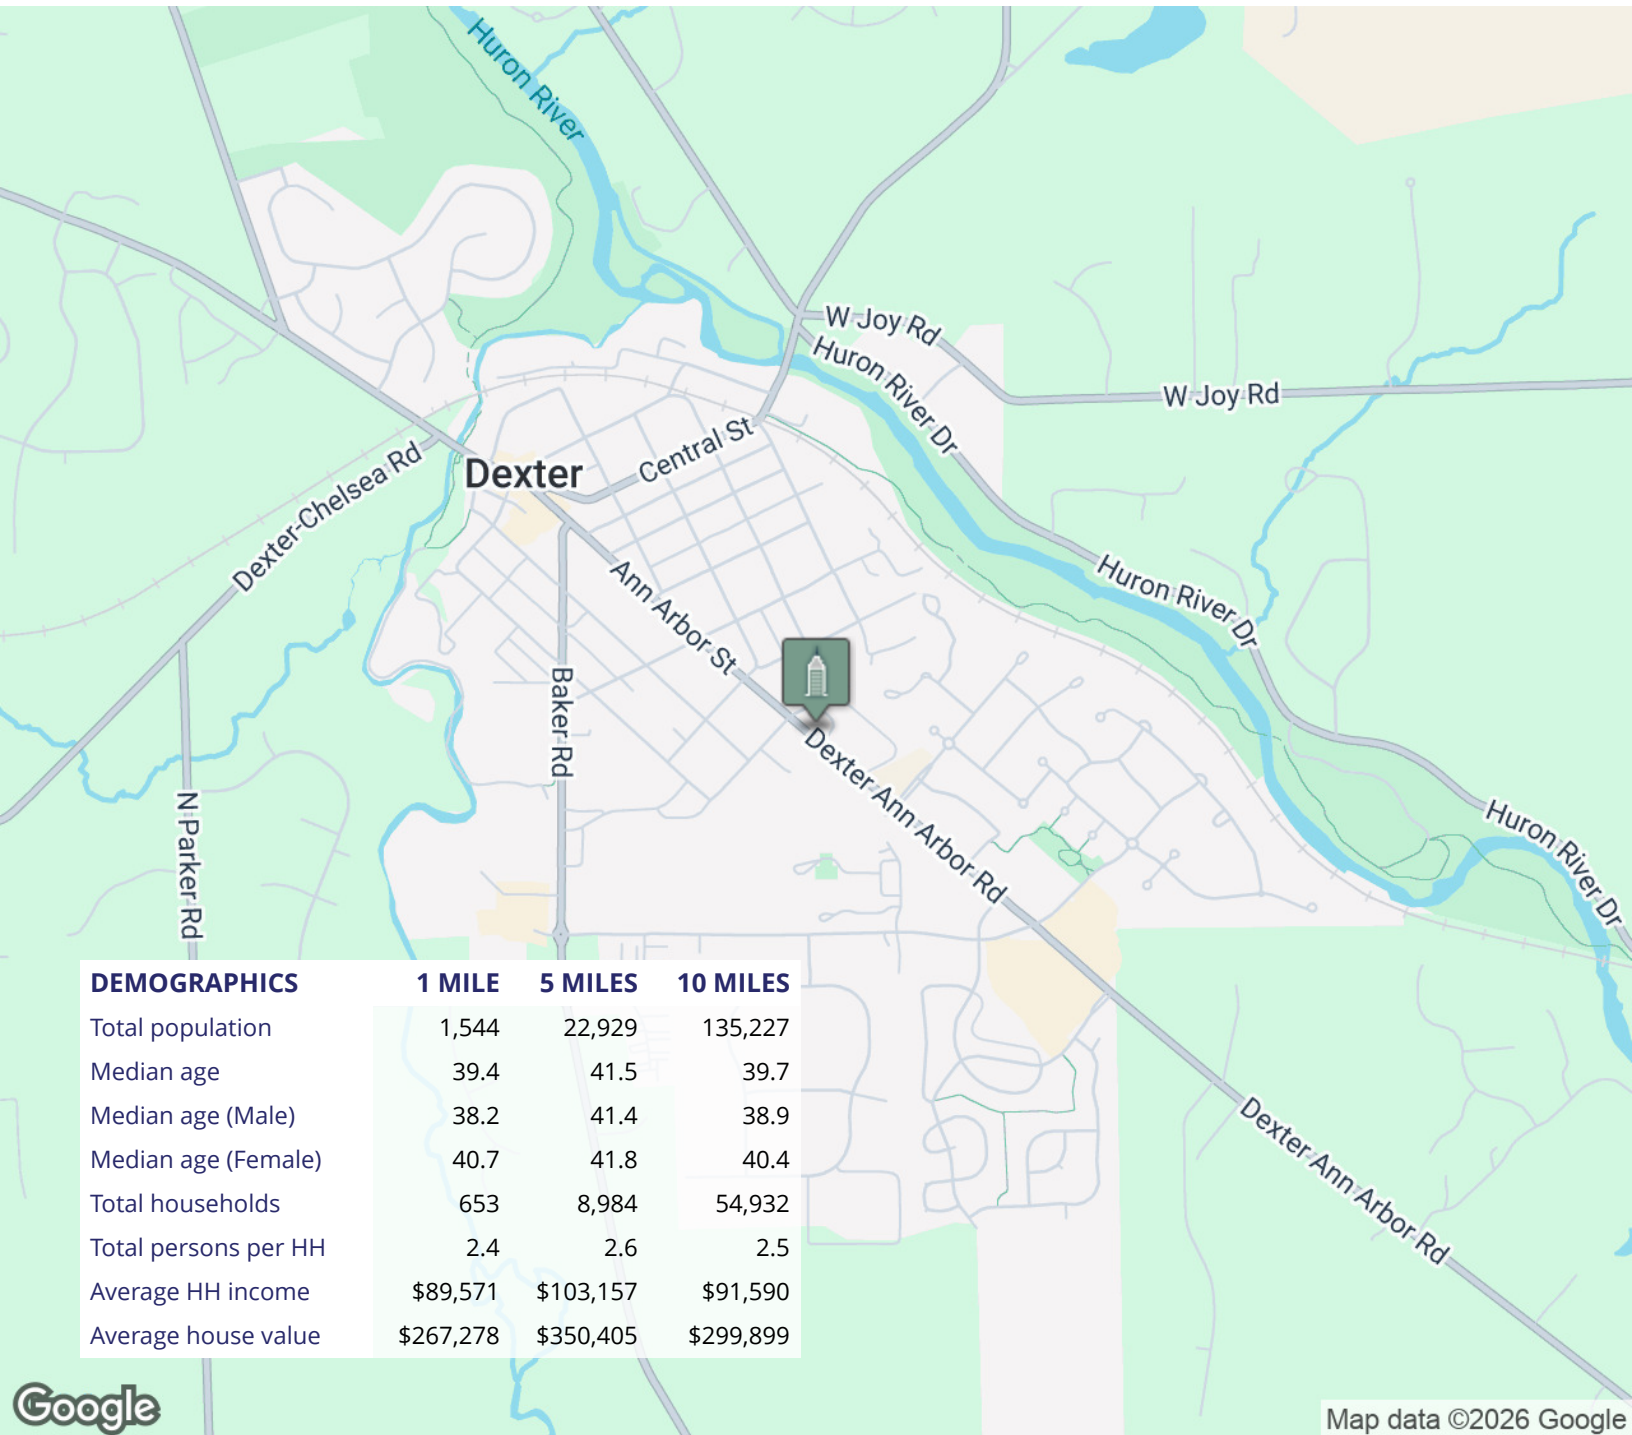 Huron River
W Joy Rd
Huron River Dr
W Joy Rd
Central St
Dexter
Dexter-Chelsea Rd
Ann Arbor St
Huron River Dr
Baker Rd
Dexter Ann Arbor Rd
N Parker Rd
Huron River Dr
DEMOGRAPHICS 1 MILE 5 MILES 10 MILES
Total population 1,544 22,929 135,227
Median age 39.4 41.5 39.7
Median age (Male) 38.2 41.4 38.9
Median age (Female) 40.7 41.8 40.4
Total households 653 8,984 54,932
Total persons per HH 2.4 2.6 2.5
Average HH income $89,571 $103,157 $91,590
Average house value $267,278 $350,405 $299,899
Dexter Ann Arbor Rd
Google
Map data ©2026 Google